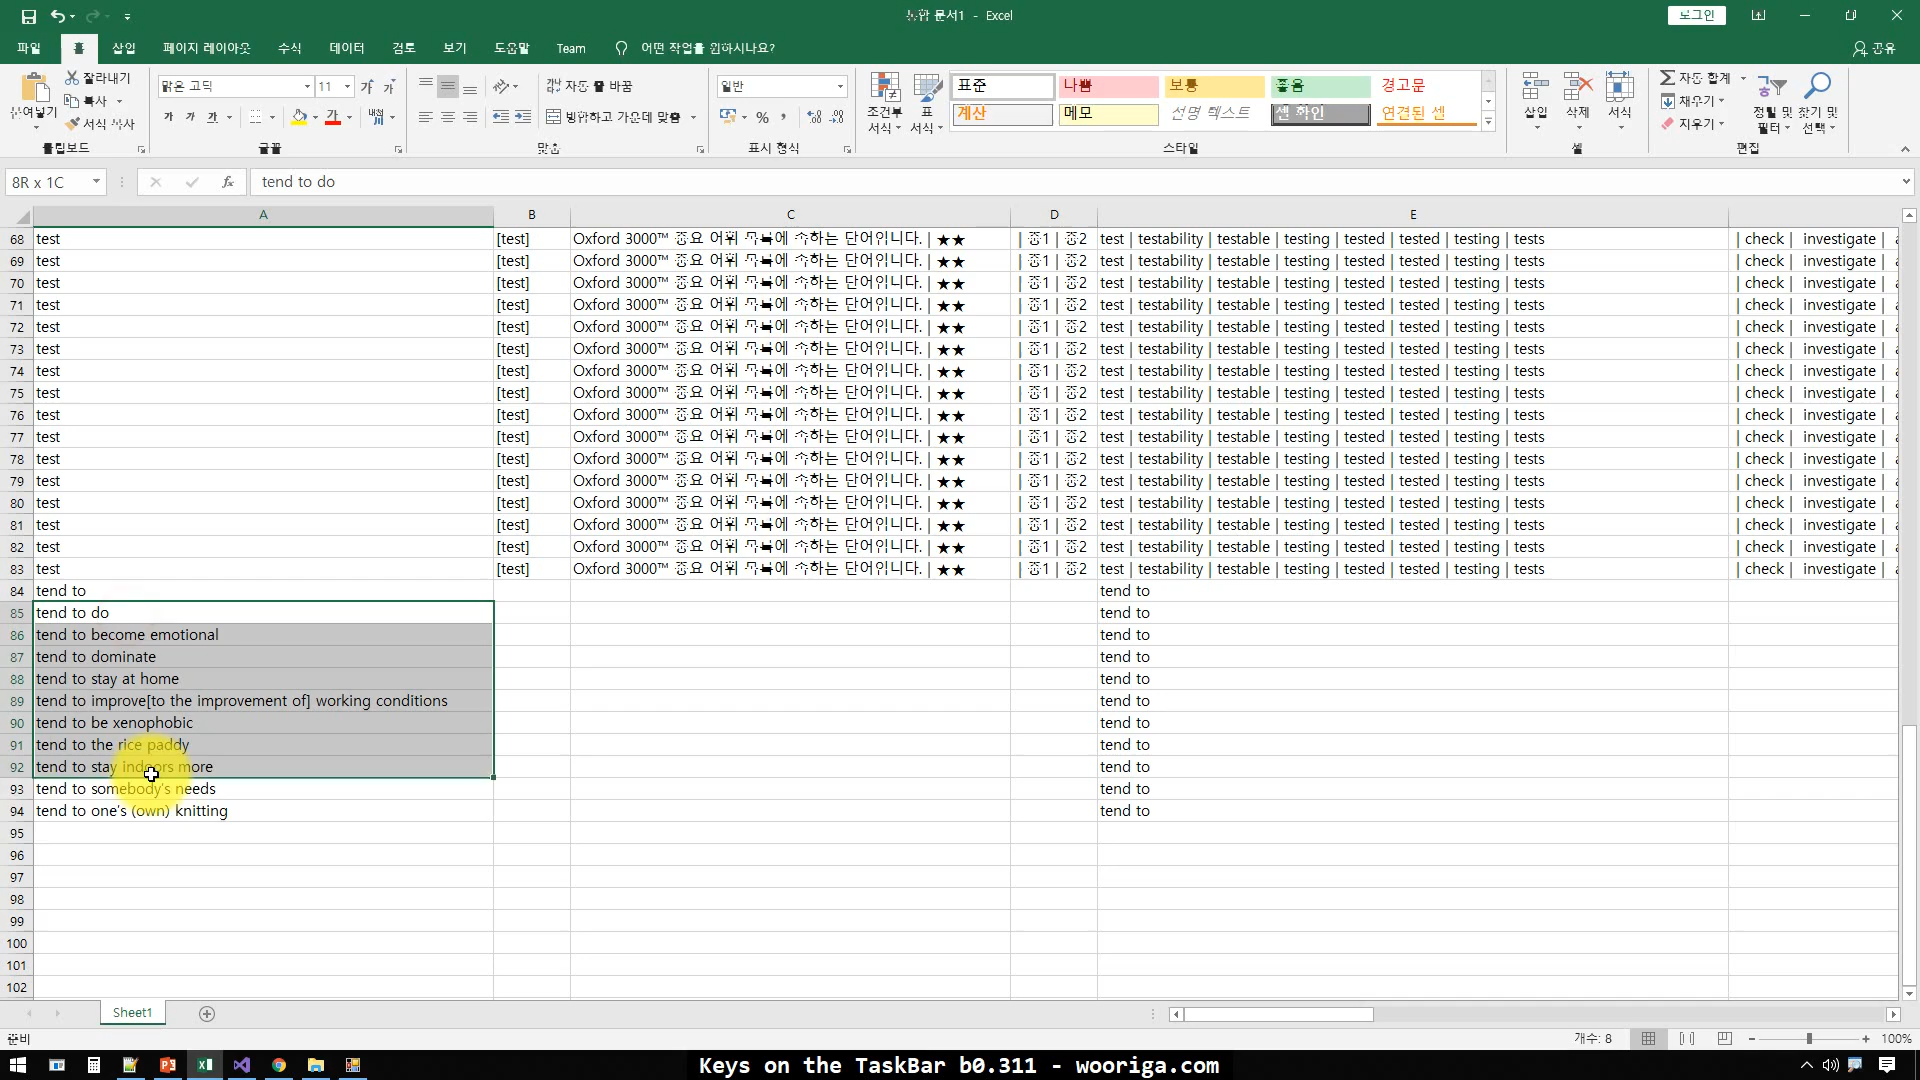 통합 문서1 - Excel
로그인
파일 홈 삽입 페이지 레이아웃 수식 데이터 검토 보기 도움말 Team 어떤 작업을 원하시나요? 공유
붙여넣기 잘라내기 복사 서식 복사 클립보드
맑은 고딕 11 가 가 가 가 가 가 내천 글꼴
자동 줄 바꿈 병합하고 가운데 맞춤 맞춤
일반 % , 표시 형식
조건부 서식 표 서식 표준 나쁨 보통 좋음 경고문
계산 메모 설명 텍스트 셀 확인 연결된 셀 스타일
삽입 삭제 서식 셀
자동 합계 채우기 지우기 정렬 및 필터 찾기 및 선택 편집
8R x 1C fx tend to do
A B C D E
68 test [test] Oxford 3000™ 중요 어휘 목록에 속하는 단어입니다. | ★★ | 중1 | 중2 test | testability | testable | testing | tested | tested | testing | tests | check | investigate |
69 test [test] Oxford 3000™ 중요 어휘 목록에 속하는 단어입니다. | ★★ | 중1 | 중2 test | testability | testable | testing | tested | tested | testing | tests | check | investigate |
70 test [test] Oxford 3000™ 중요 어휘 목록에 속하는 단어입니다. | ★★ | 중1 | 중2 test | testability | testable | testing | tested | tested | testing | tests | check | investigate |
71 test [test] Oxford 3000™ 중요 어휘 목록에 속하는 단어입니다. | ★★ | 중1 | 중2 test | testability | testable | testing | tested | tested | testing | tests | check | investigate |
72 test [test] Oxford 3000™ 중요 어휘 목록에 속하는 단어입니다. | ★★ | 중1 | 중2 test | testability | testable | testing | tested | tested | testing | tests | check | investigate |
73 test [test] Oxford 3000™ 중요 어휘 목록에 속하는 단어입니다. | ★★ | 중1 | 중2 test | testability | testable | testing | tested | tested | testing | tests | check | investigate |
74 test [test] Oxford 3000™ 중요 어휘 목록에 속하는 단어입니다. | ★★ | 중1 | 중2 test | testability | testable | testing | tested | tested | testing | tests | check | investigate |
75 test [test] Oxford 3000™ 중요 어휘 목록에 속하는 단어입니다. | ★★ | 중1 | 중2 test | testability | testable | testing | tested | tested | testing | tests | check | investigate |
76 test [test] Oxford 3000™ 중요 어휘 목록에 속하는 단어입니다. | ★★ | 중1 | 중2 test | testability | testable | testing | tested | tested | testing | tests | check | investigate |
77 test [test] Oxford 3000™ 중요 어휘 목록에 속하는 단어입니다. | ★★ | 중1 | 중2 test | testability | testable | testing | tested | tested | testing | tests | check | investigate |
78 test [test] Oxford 3000™ 중요 어휘 목록에 속하는 단어입니다. | ★★ | 중1 | 중2 test | testability | testable | testing | tested | tested | testing | tests | check | investigate |
79 test [test] Oxford 3000™ 중요 어휘 목록에 속하는 단어입니다. | ★★ | 중1 | 중2 test | testability | testable | testing | tested | tested | testing | tests | check | investigate |
80 test [test] Oxford 3000™ 중요 어휘 목록에 속하는 단어입니다. | ★★ | 중1 | 중2 test | testability | testable | testing | tested | tested | testing | tests | check | investigate |
81 test [test] Oxford 3000™ 중요 어휘 목록에 속하는 단어입니다. | ★★ | 중1 | 중2 test | testability | testable | testing | tested | tested | testing | tests | check | investigate |
82 test [test] Oxford 3000™ 중요 어휘 목록에 속하는 단어입니다. | ★★ | 중1 | 중2 test | testability | testable | testing | tested | tested | testing | tests | check | investigate |
83 test [test] Oxford 3000™ 중요 어휘 목록에 속하는 단어입니다. | ★★ | 중1 | 중2 test | testability | testable | testing | tested | tested | testing | tests | check | investigate |
84 tend to tend to
85 tend to do tend to
86 tend to become emotional tend to
87 tend to dominate tend to
88 tend to stay at home tend to
89 tend to improve[to the improvement of] working conditions tend to
90 tend to be xenophobic tend to
91 tend to the rice paddy tend to
92 tend to stay indoors more tend to
93 tend to somebody's needs tend to
94 tend to one's (own) knitting tend to
95
96
97
98
99
100
101
102
Sheet1
준비 개수: 8 100%
Keys on the TaskBar b0.311 - wooriga.com